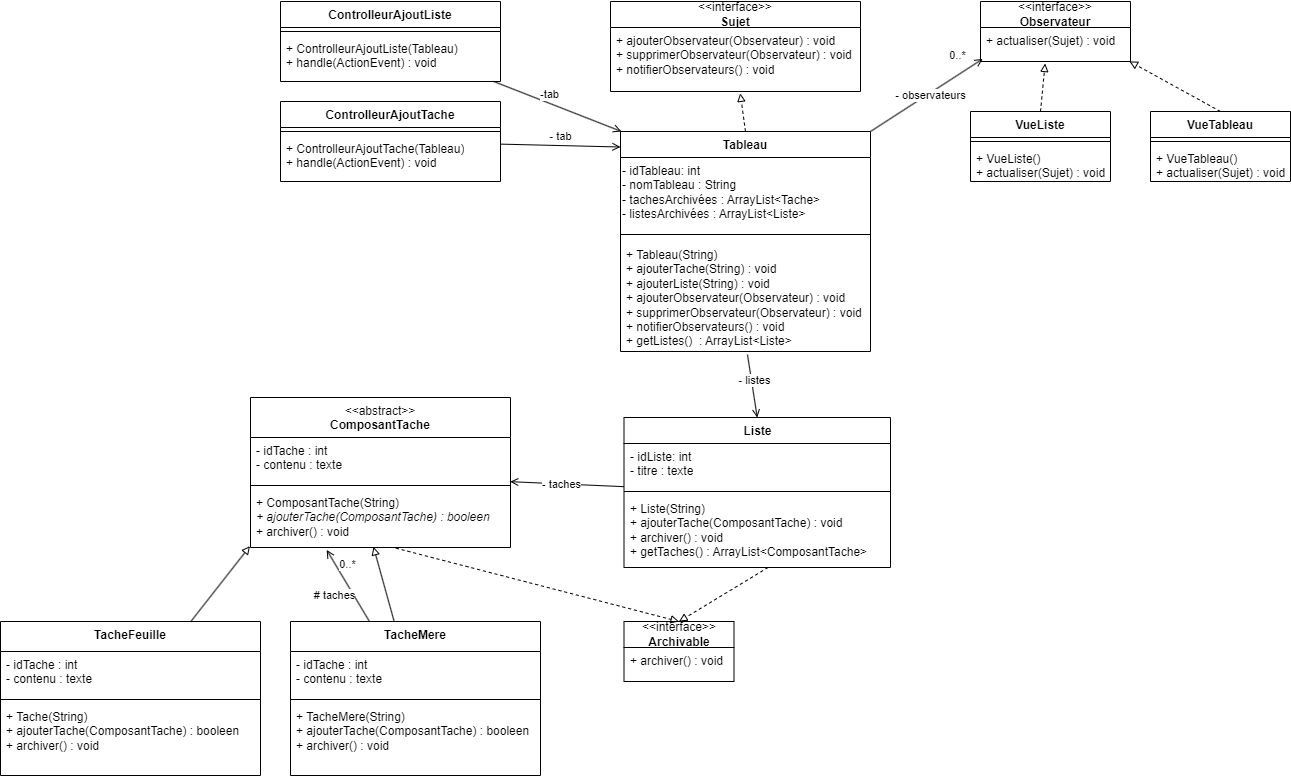 ControlleurAjoutListe
+ ControlleurAjoutListe(Tableau)
+ handle(ActionEvent) : void
<<interface>>
Sujet
+ ajouterObservateur(Observateur) : void
+ supprimerObservateur(Observateur) : void
+ notifierObservateurs() : void
<<interface>>
Observateur
+ actualiser(Sujet) : void
0..*
- observateurs
-tab
ControlleurAjoutTache
+ ControlleurAjoutTache(Tableau)
+ handle(ActionEvent) : void
- tab
VueListe
+ VueListe()
+ actualiser(Sujet) : void
VueTableau
+ VueTableau()
+ actualiser(Sujet) : void
Tableau
- idTableau: int
- nomTableau : String
- tachesArchivées : ArrayList<Tache>
- listesArchivées : ArrayList<Liste>
+ Tableau(String)
+ ajouterTache(String) : void
+ ajouterListe(String) : void
+ ajouterObservateur(Observateur) : void
+ supprimerObservateur(Observateur) : void
+ notifierObservateurs() : void
+ getListes() : ArrayList<Liste>
- listes
<<abstract>>
ComposantTache
- idTache : int
- contenu : texte
+ ComposantTache(String)
+ ajouterTache(ComposantTache) : booleen
+ archiver() : void
- taches
Liste
- idListe: int
- titre : texte
+ Liste(String)
+ ajouterTache(ComposantTache) : void
+ archiver() : void
+ getTaches() : ArrayList<ComposantTache>
0..*
# taches
TacheFeuille
- idTache : int
- contenu : texte
+ Tache(String)
+ ajouterTache(ComposantTache) : booleen
+ archiver() : void
TacheMere
- idTache : int
- contenu : texte
+ TacheMere(String)
+ ajouterTache(ComposantTache) : booleen
+ archiver() : void
<<interface>>
Archivable
+ archiver() : void